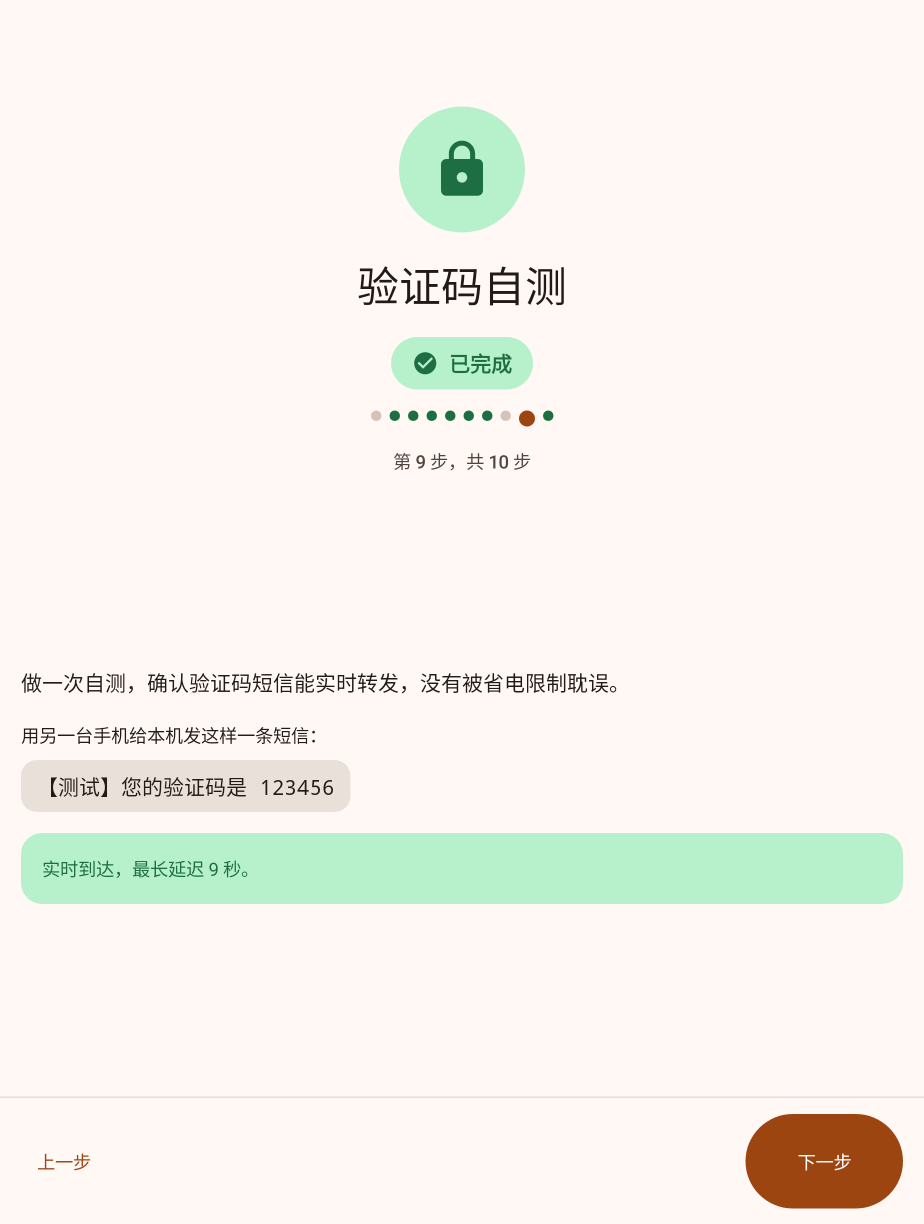 验证码自测
已完成
第 9 步，共 10 步
做一次自测，确认验证码短信能实时转发，没有被省电限制耽误。
用另一台手机给本机发这样一条短信：
【测试】您的验证码是 123456
实时到达，最长延迟 9 秒。
上一步
下一步